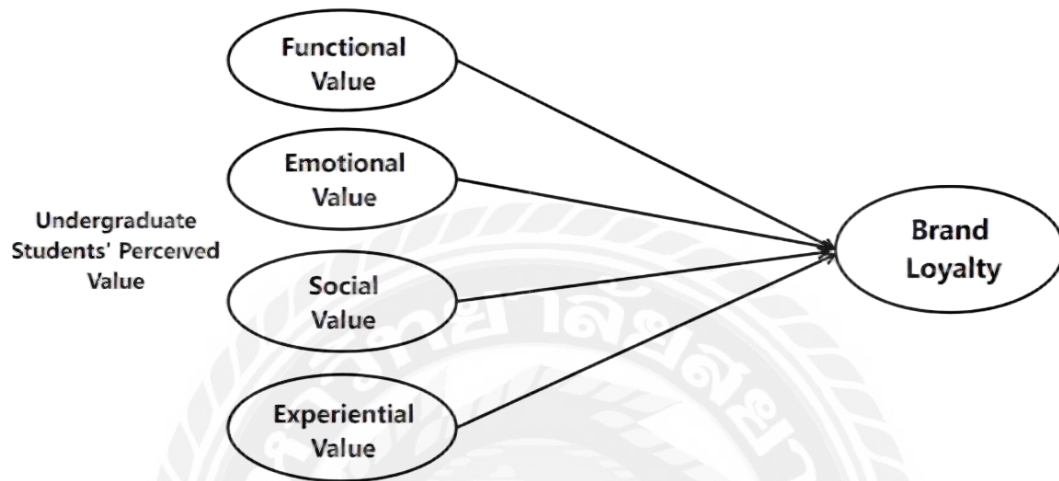 Functional
Value
Emotional
Value
Undergraduate
Students' Perceived
Value
Social
Value
Experiential
Value
Brand
Loyalty